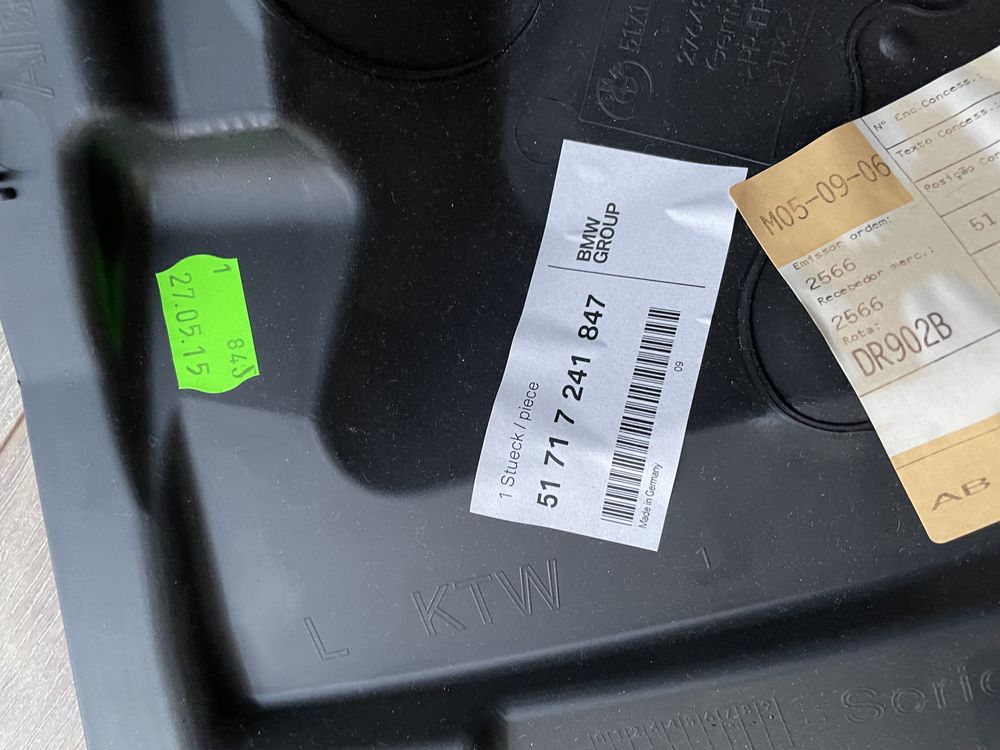 BMW
GROUP
1 Stueck / piece
51 71 7 241 847
Made in Germany
09
1 845
27.05.15
Nº Enc.Concess.:
Texto Concess.
Posição Con
51
M05-09-06
Emissor ordem:
2566
Recebedor merc.:
2566
Rota:
DR902B
AB
L KTW 1